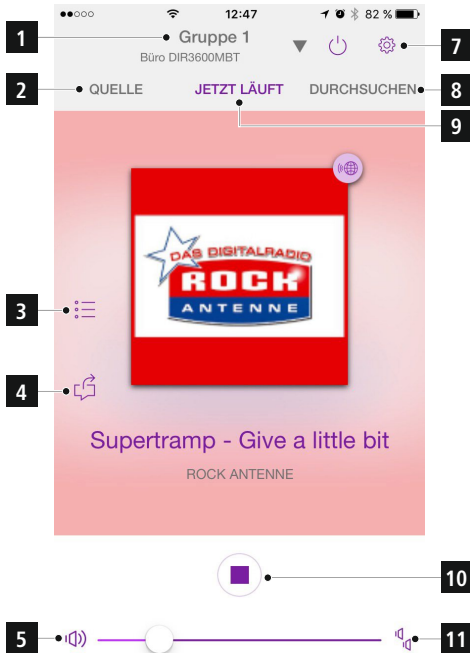 ●●○○○ 12:47 82 %
1 Gruppe 1
Büro DIR3600MBT
7
2 QUELLE JETZT LÄUFT DURCHSUCHEN 8
9
DAS DIGITALRADIO
ROCK
ANTENNE
3
4
Supertramp - Give a little bit
ROCK ANTENNE
10
5
11